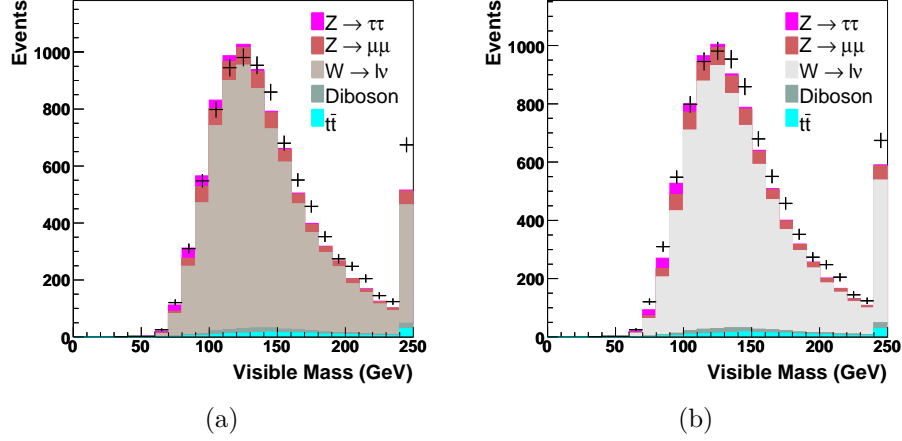 Events
1000
800
600
400
200
0
0 50 100 150 200 250
Visible Mass (GeV)
Z → ττ
Z → μμ
W → lν
Diboson
tt̄
(a)
Events
1000
800
600
400
200
0
0 50 100 150 200 250
Visible Mass (GeV)
Z → ττ
Z → μμ
W → lν
Diboson
tt̄
(b)